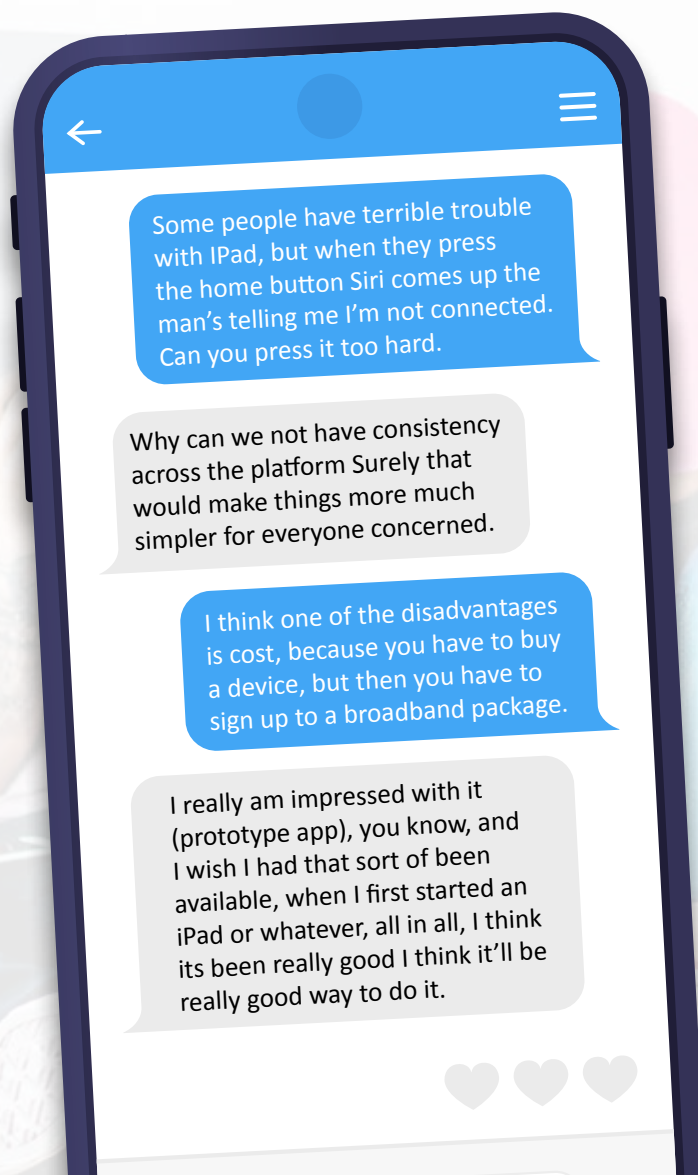 Some people have terrible trouble
with IPad, but when they press
the home button Siri comes up the
man’s telling me I’m not connected.
Can you press it too hard.
Why can we not have consistency
across the platform Surely that
would make things more much
simpler for everyone concerned.
I think one of the disadvantages
is cost, because you have to buy
a device, but then you have to
sign up to a broadband package.
I really am impressed with it
(prototype app), you know, and
I wish I had that sort of been
available, when I first started an
iPad or whatever, all in all, I think
its been really good I think it’ll be
really good way to do it.